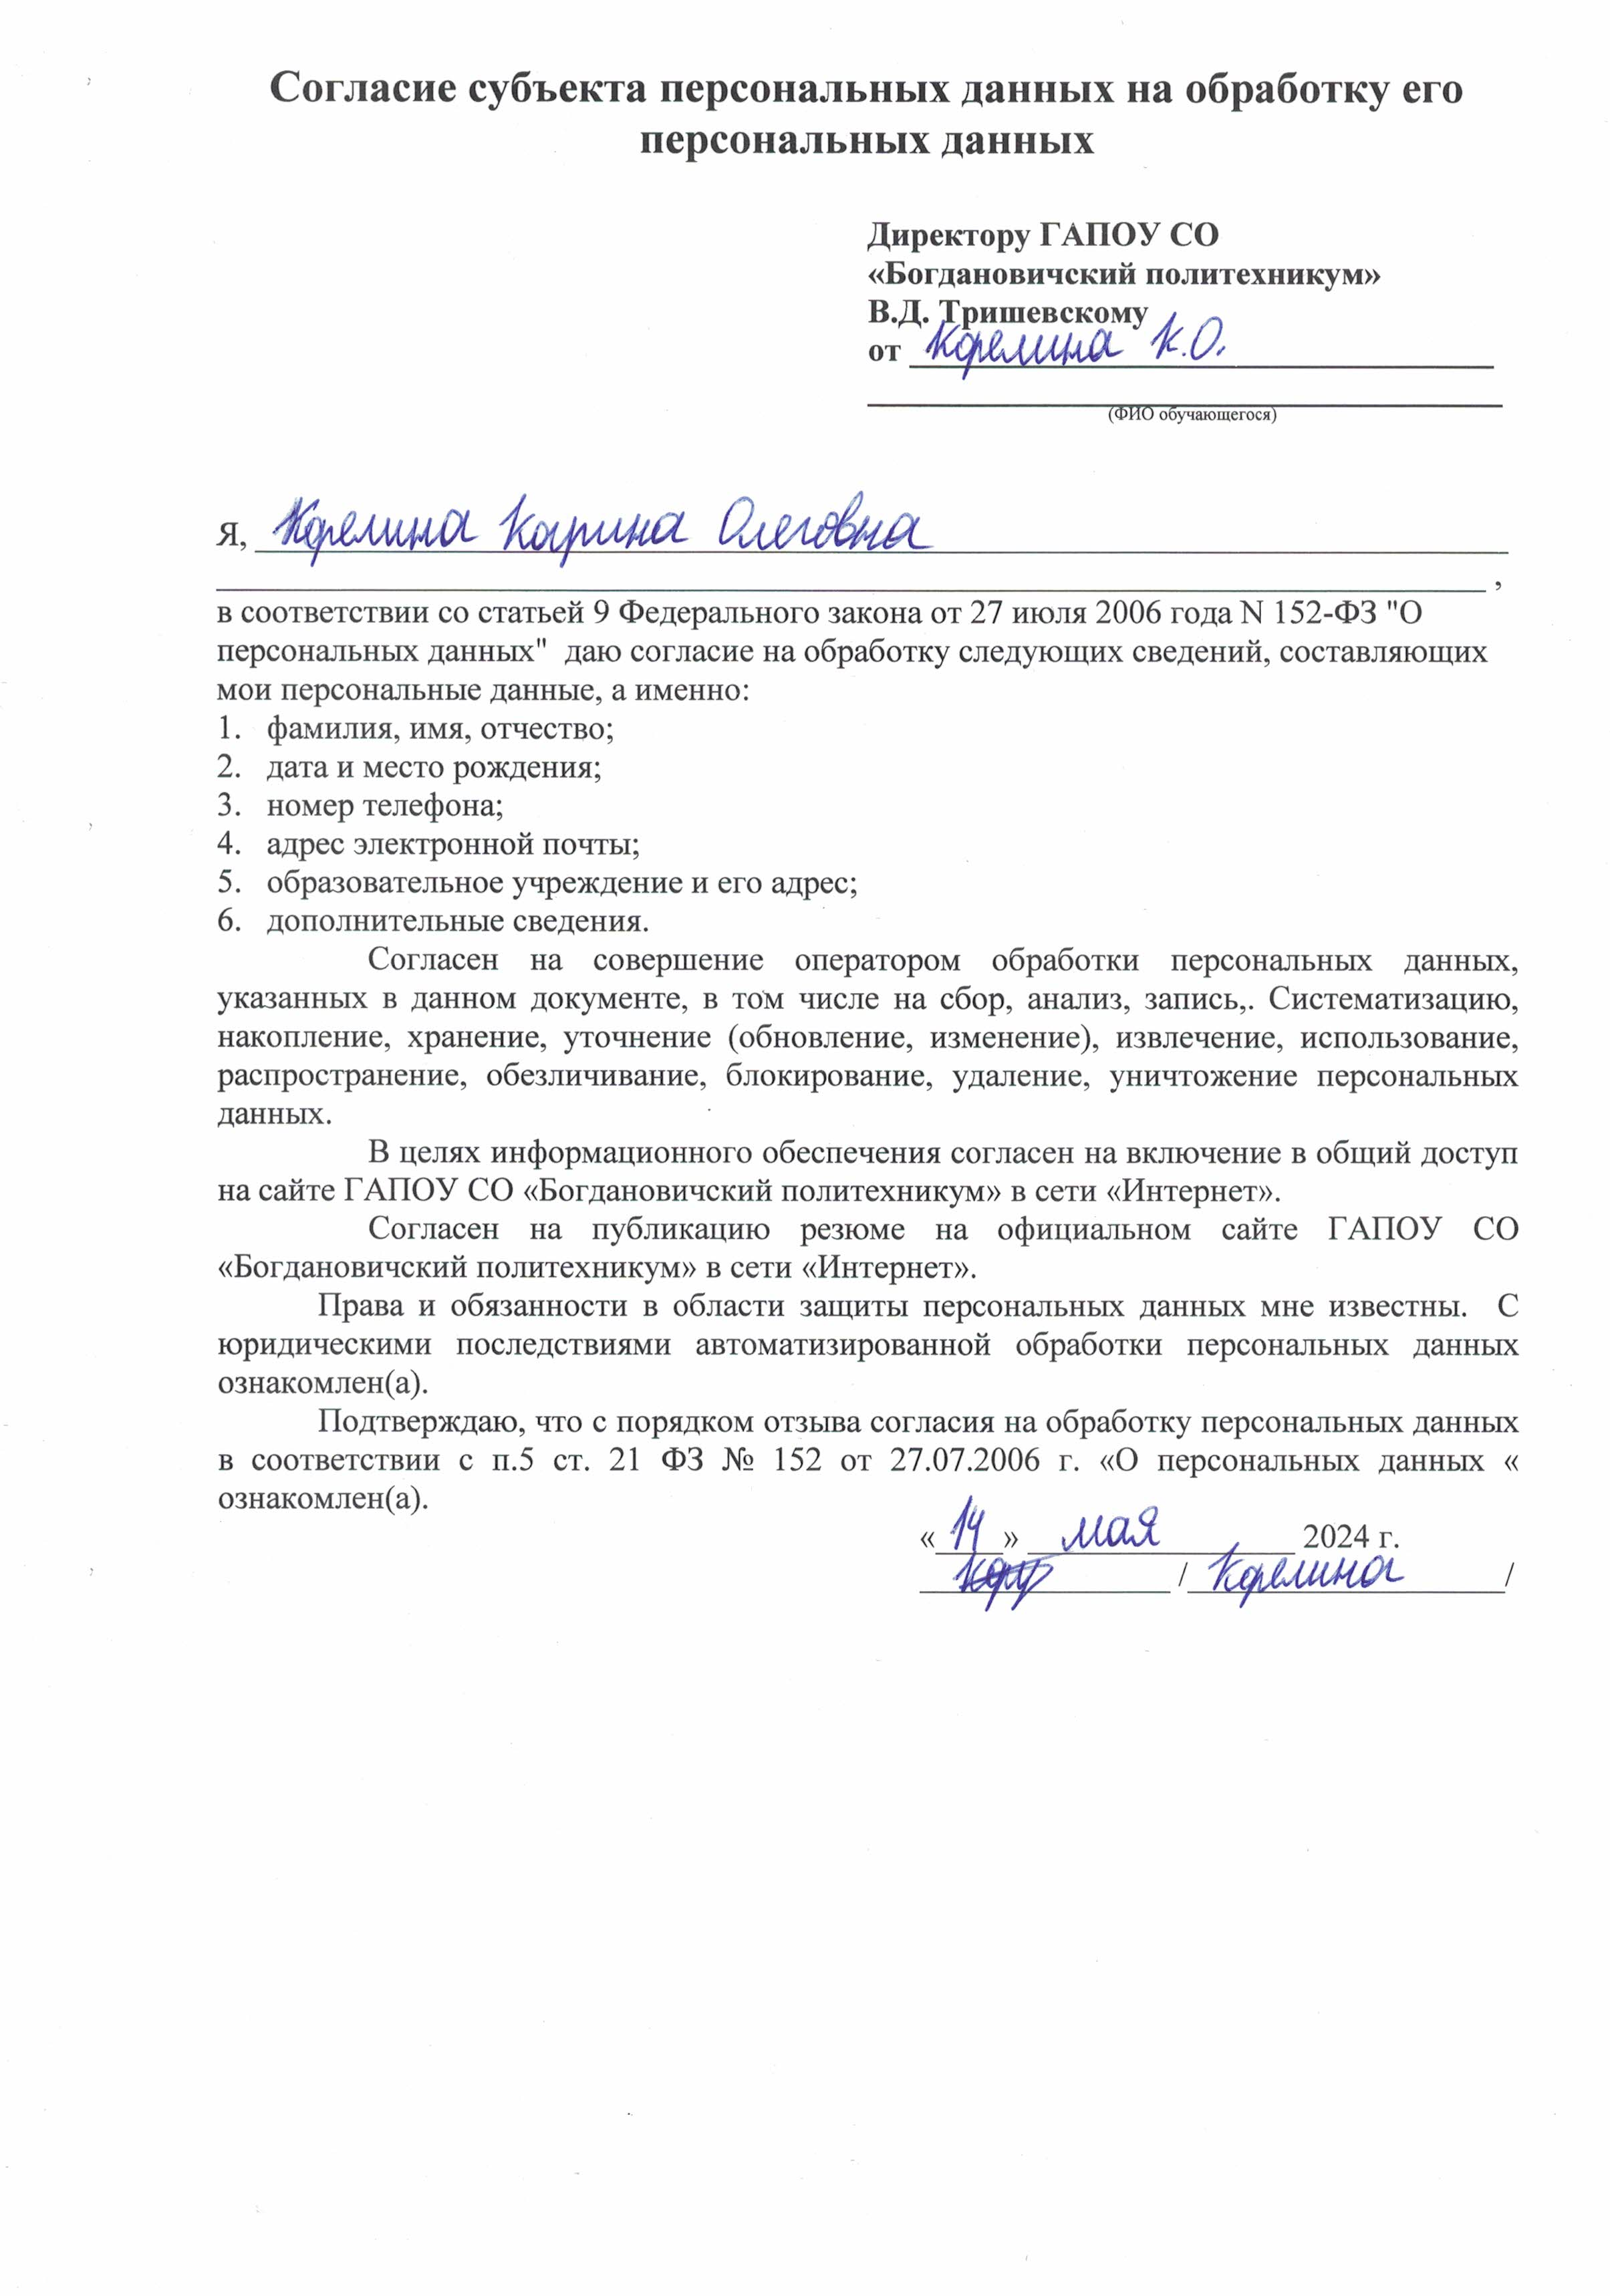 Согласие субъекта персональных данных на обработку его
персональных данных
Директору ГАПОУ СО
«Богдановичский политехникум»
В.Д. Тришевскому
от Корелина К.О.
(ФИО обучающегося)
Я, Корелина Карина Олеговна
,
в соответствии со статьей 9 Федерального закона от 27 июля 2006 года N 152-ФЗ "О
персональных данных" даю согласие на обработку следующих сведений, составляющих
мои персональные данные, а именно:
1. фамилия, имя, отчество;
2. дата и место рождения;
3. номер телефона;
4. адрес электронной почты;
5. образовательное учреждение и его адрес;
6. дополнительные сведения.
Согласен на совершение оператором обработки персональных данных,
указанных в данном документе, в том числе на сбор, анализ, запись,. Систематизацию,
накопление, хранение, уточнение (обновление, изменение), извлечение, использование,
распространение, обезличивание, блокирование, удаление, уничтожение персональных
данных.
В целях информационного обеспечения согласен на включение в общий доступ
на сайте ГАПОУ СО «Богдановичский политехникум» в сети «Интернет».
Согласен на публикацию резюме на официальном сайте ГАПОУ СО
«Богдановичский политехникум» в сети «Интернет».
Права и обязанности в области защиты персональных данных мне известны. С
юридическими последствиями автоматизированной обработки персональных данных
ознакомлен(а).
Подтверждаю, что с порядком отзыва согласия на обработку персональных данных
в соответствии с п.5 ст. 21 ФЗ № 152 от 27.07.2006 г. «О персональных данных «
ознакомлен(а).
«14» мая 2024 г.
/ Корелина /